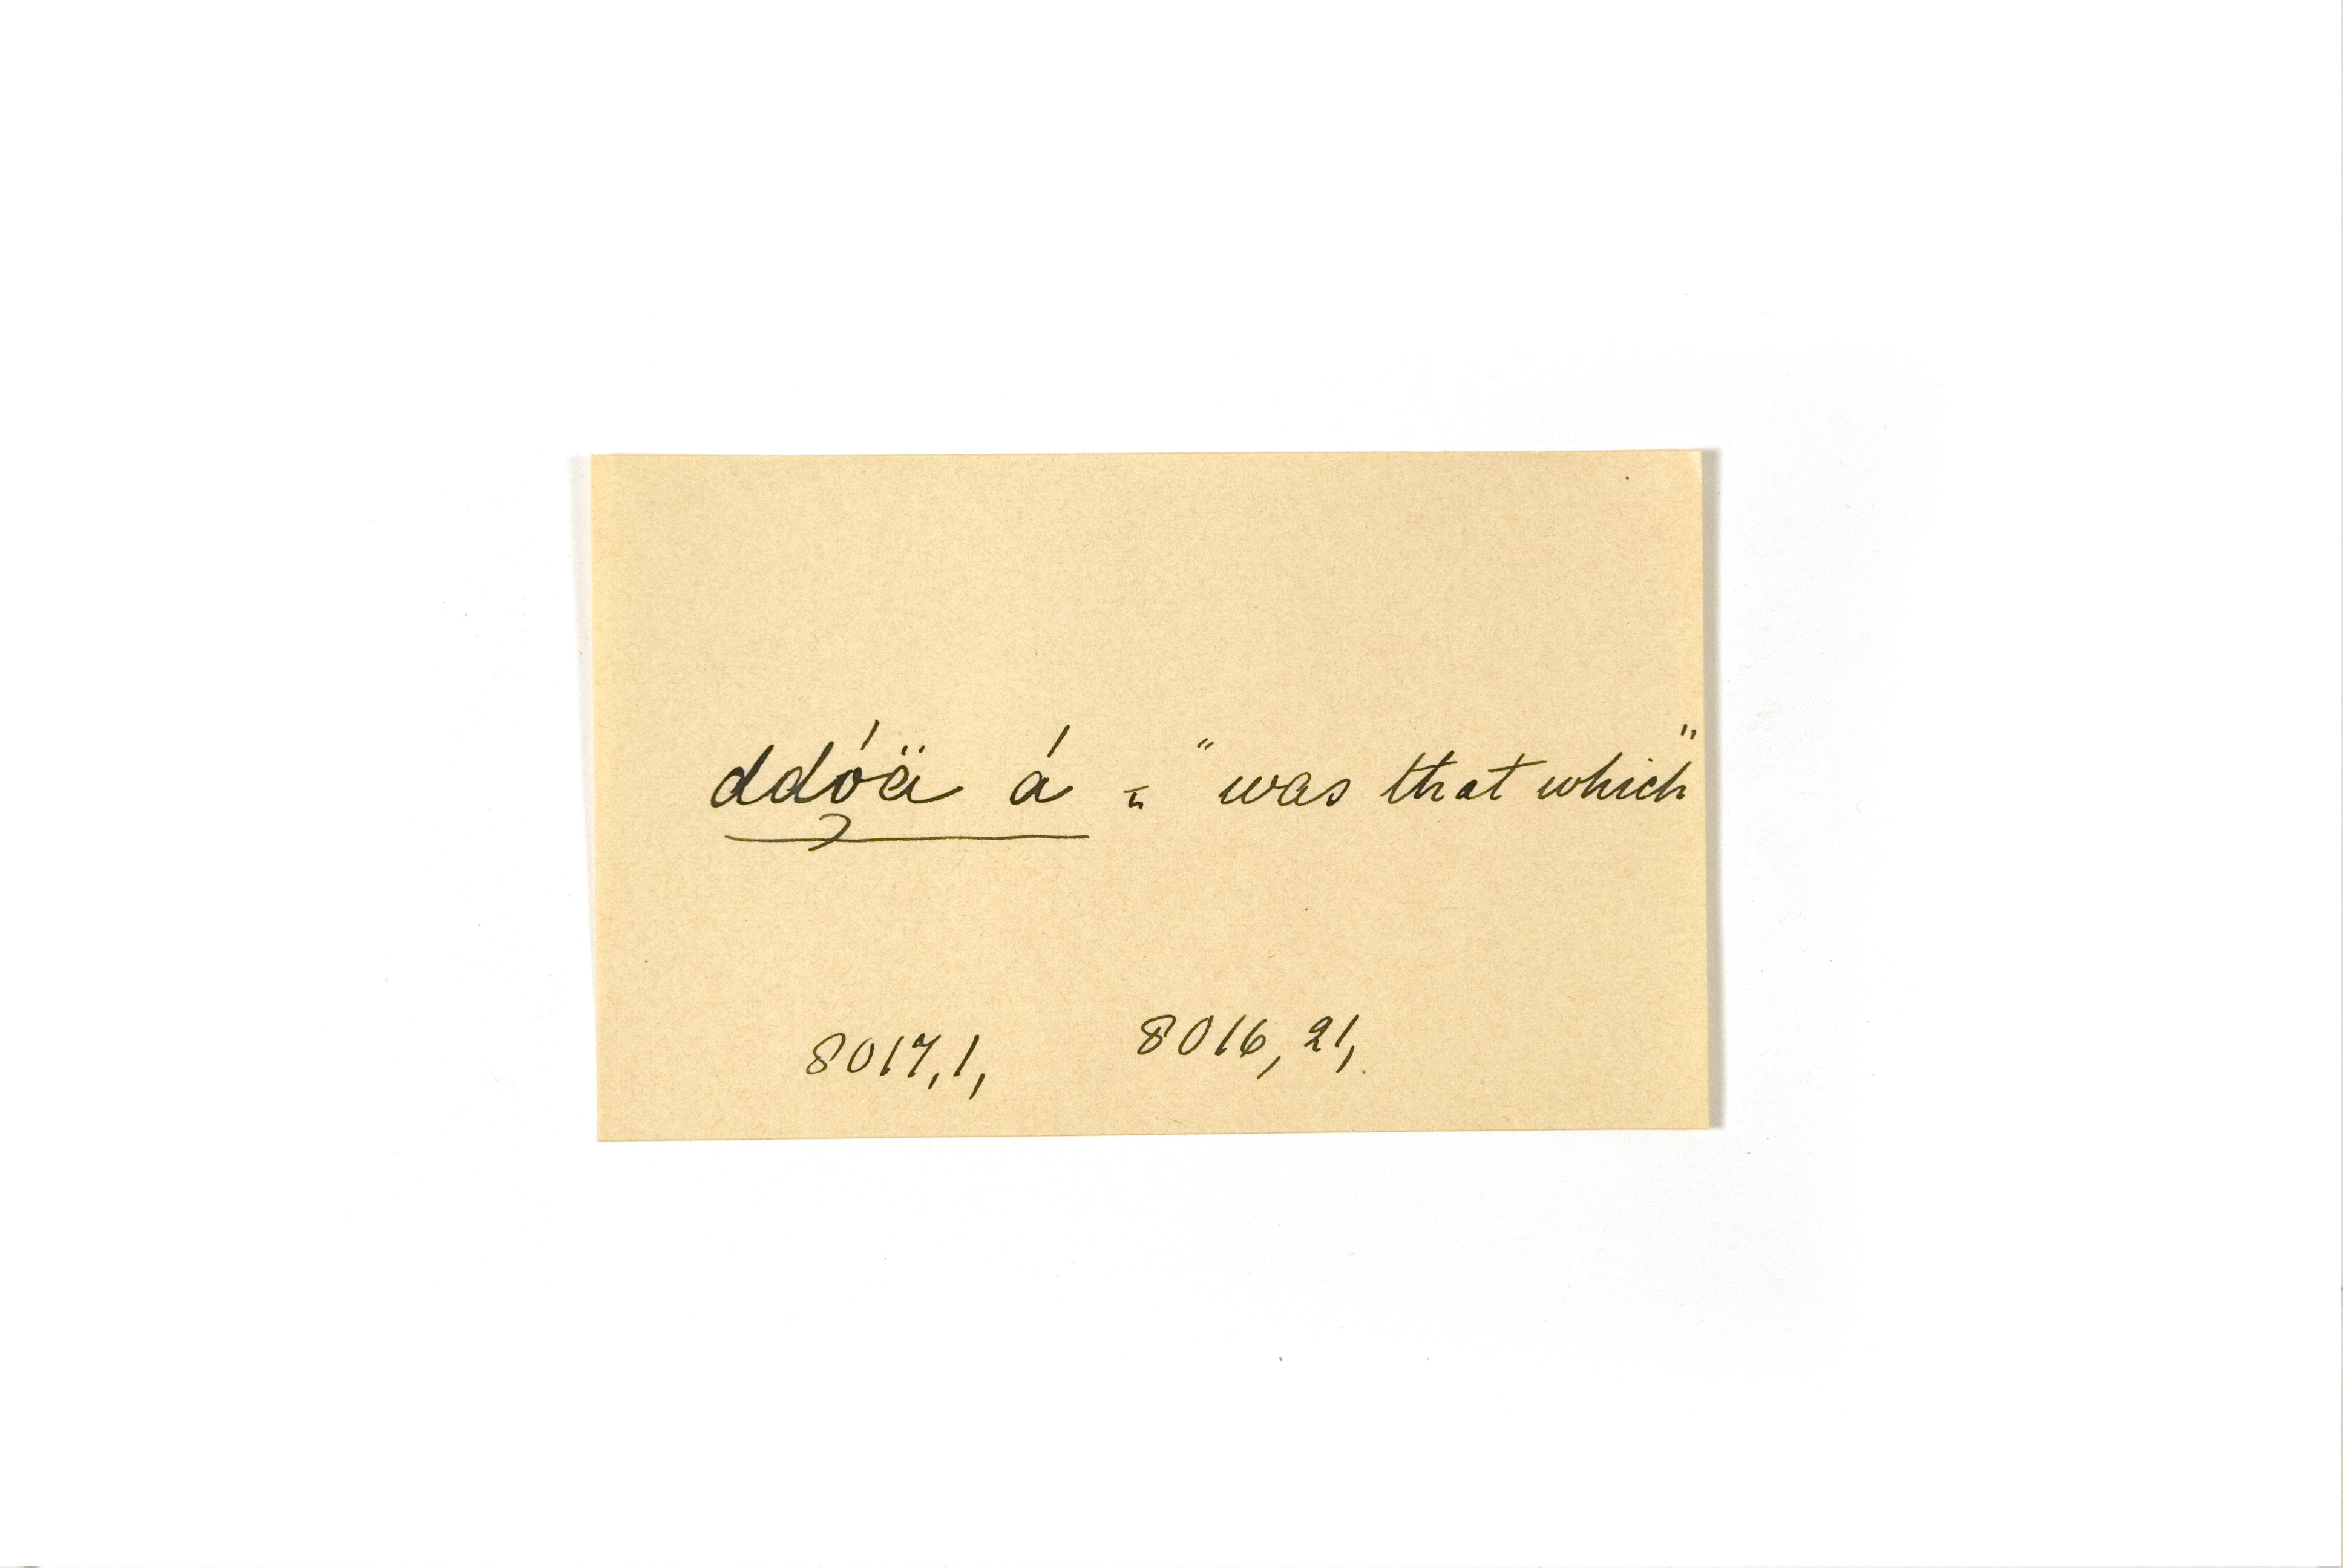 ddóä á = "was that which"
8017,1, 8016,21,